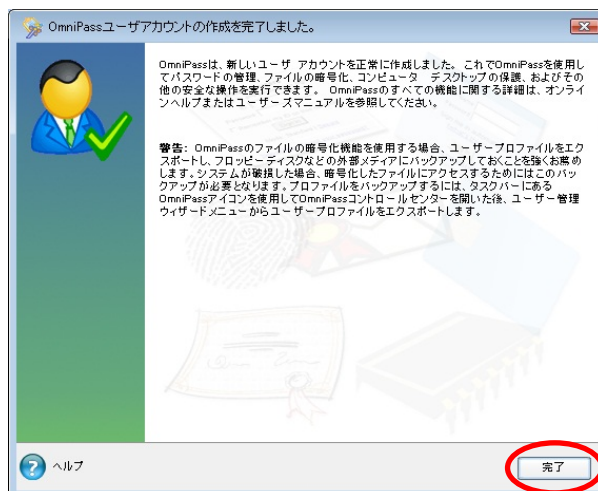 OmniPassユーザアカウントの作成を完了しました。
OmniPassは、新しいユーザ アカウントを正常に作成しました。 これでOmniPassを使用し
てパスワードの管理、ファイルの暗号化、コンピュータ デスクトップの保護、およびその
他の安全な操作を実行できます。 OmniPassのすべての機能に関する詳細は、オンライ
ンヘルプまたはユーザーズマニュアルを参照してください。
警告： OmniPassのファイルの暗号化機能を使用する場合、ユーザープロファイルをエク
スポートし、フロッピーディスクなどの外部メディアにバックアップしておくことを強くお薦め
します。システムが破損した場合、暗号化したファイルにアクセスするためにはこのバッ
クアップが必要となります。プロファイルをバックアップするには、タスクバーにある
OmniPassアイコンを使用してOmniPassコントロールセンターを開いた後、ユーザー管理
ウィザードメニューからユーザープロファイルをエクスポートします。
ヘルプ
完了